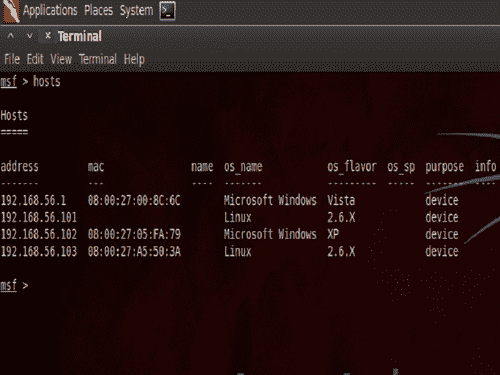 Applications Places System
Terminal
File Edit View Terminal Help
msf > hosts
Hosts
=====
address mac name os_name os_flavor os_sp purpose info
------- --- ---- ------- --------- ----- ------- ----
192.168.56.1 08:00:27:00:8C:6C Microsoft Windows Vista device
192.168.56.101 Linux 2.6.X device
192.168.56.102 08:00:27:05:FA:79 Microsoft Windows XP device
192.168.56.103 08:00:27:A5:50:3A Linux 2.6.X device
msf >